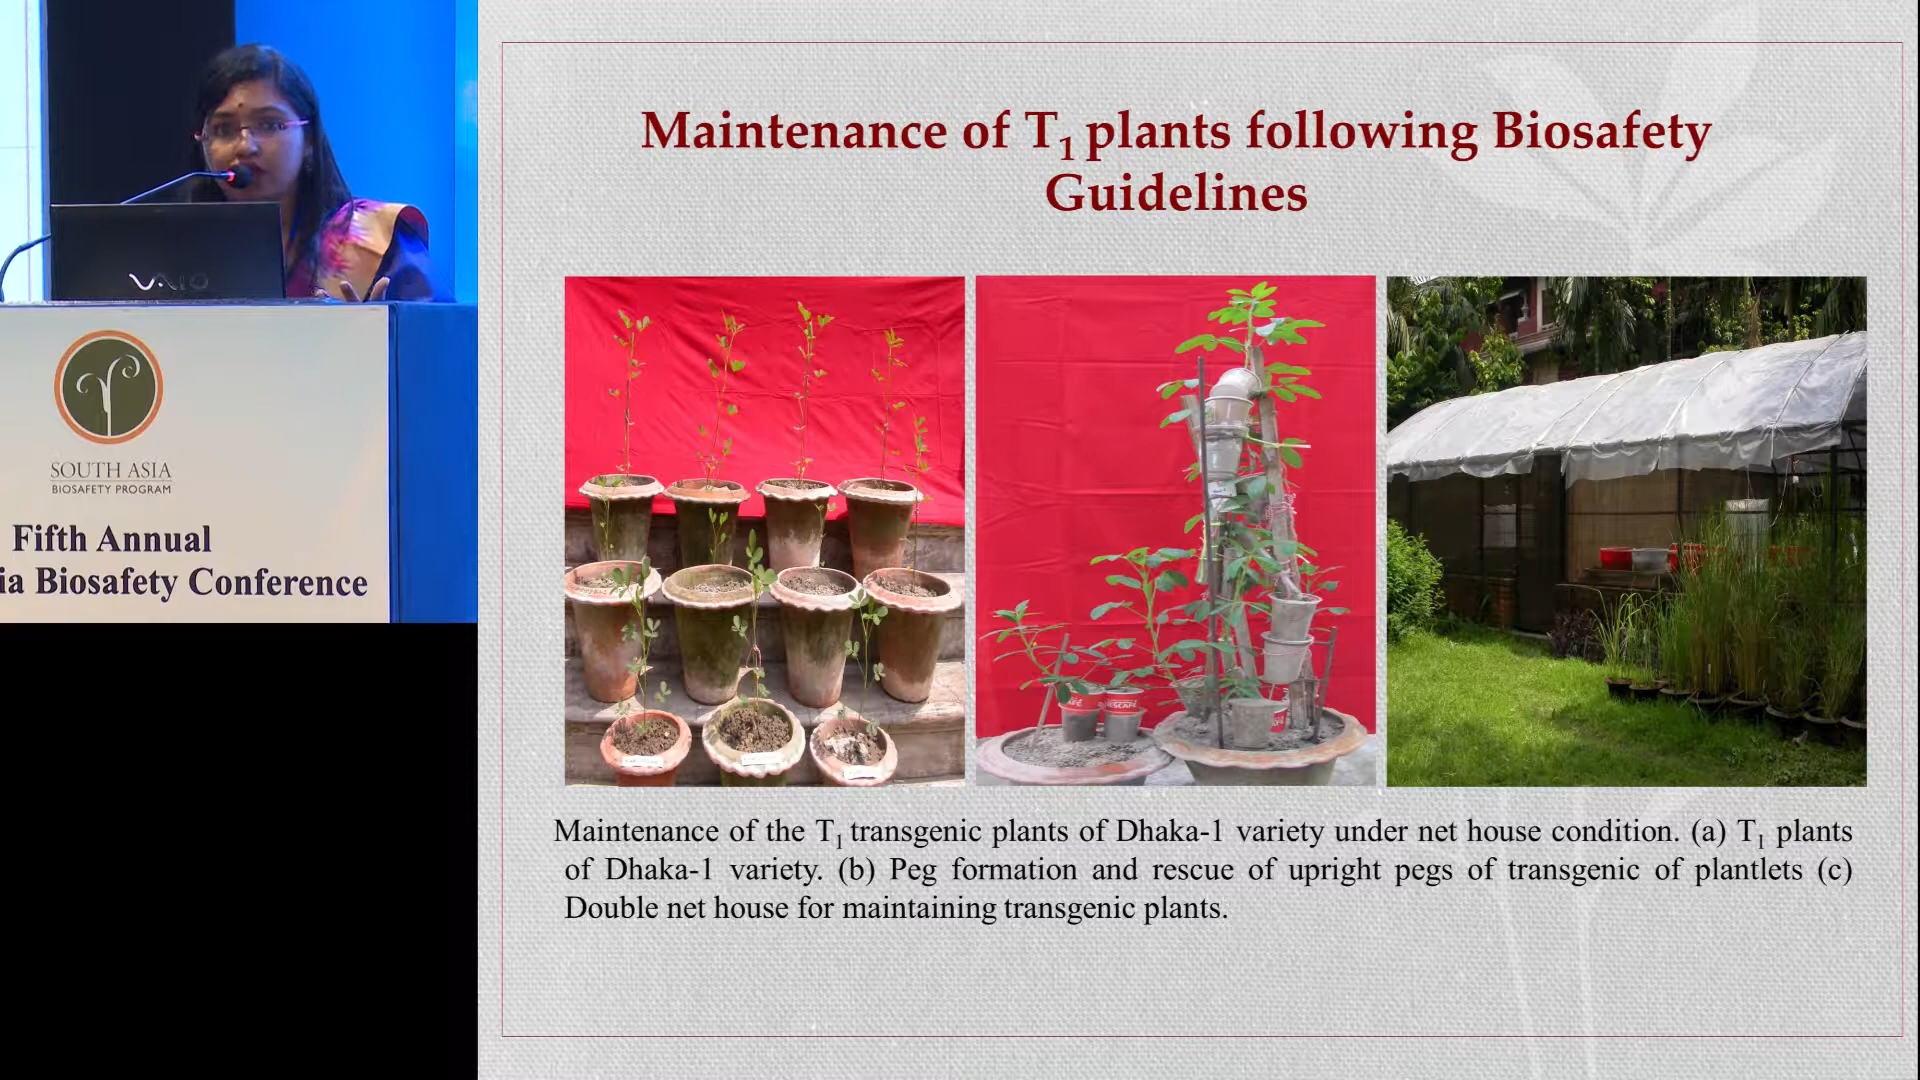 Maintenance of T1 plants following Biosafety
Guidelines
VAIO
SOUTH ASIA
BIOSAFETY PROGRAM
Fifth Annual
ia Biosafety Conference
NESCAFÉ
Maintenance of the T1 transgenic plants of Dhaka-1 variety under net house condition. (a) T1 plants
of Dhaka-1 variety. (b) Peg formation and rescue of upright pegs of transgenic of plantlets (c)
Double net house for maintaining transgenic plants.